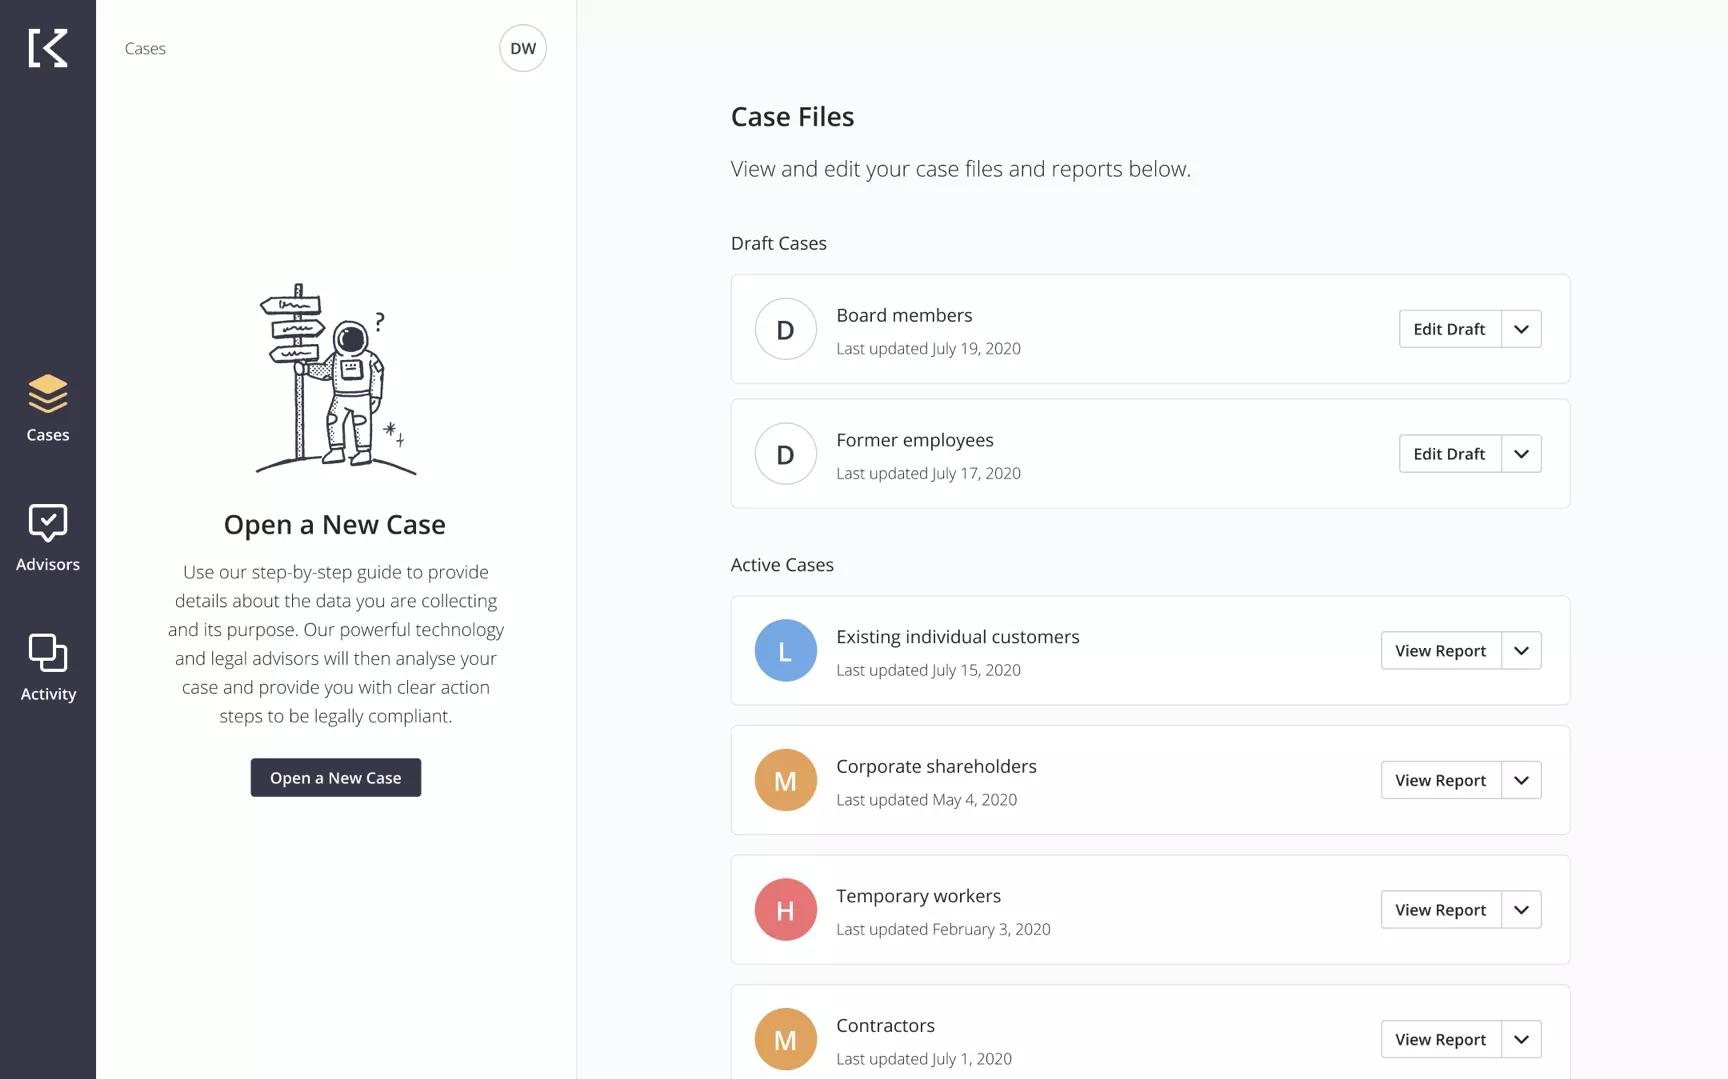 Cases
DW
Cases
Advisors
Activity
?
Open a New Case
Use our step-by-step guide to provide
details about the data you are collecting
and its purpose. Our powerful technology
and legal advisors will then analyse your
case and provide you with clear action
steps to be legally compliant.
Open a New Case
Case Files
View and edit your case files and reports below.
Draft Cases
D
Board members
Last updated July 19, 2020
Edit Draft
D
Former employees
Last updated July 17, 2020
Edit Draft
Active Cases
L
Existing individual customers
Last updated July 15, 2020
View Report
M
Corporate shareholders
Last updated May 4, 2020
View Report
H
Temporary workers
Last updated February 3, 2020
View Report
M
Contractors
Last updated July 1, 2020
View Report